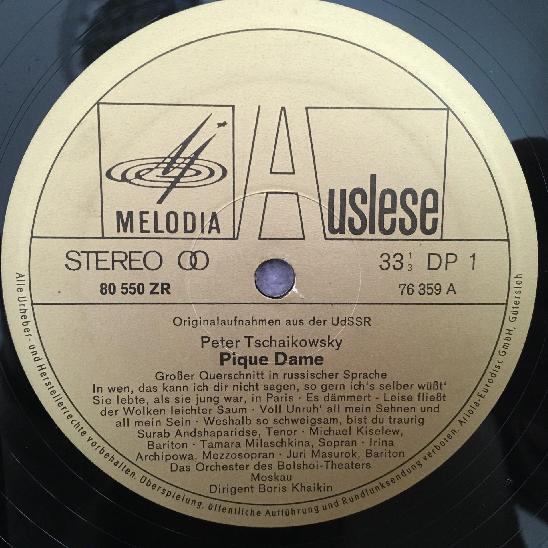 MELODIA Auslese
STEREO 33 1/3 DP 1
80 550 ZR 76 359 A
Originalaufnahmen aus der UdSSR
Peter Tschaikowsky
Pique Dame
Großer Querschnitt in russischer Sprache
In wen, das kann ich dir nicht sagen, so gern ich's selber wüßt'
Sie lebte, als sie jung war, in Paris · Es dämmert - Leise fließt
der Wolken leichter Saum · Voll Unruh' all mein Sehnen und
all mein Sein · Weshalb so schweigsam, bist du traurig
Surab Andshaparidse, Tenor · Michael Kiselew,
Bariton · Tamara Milaschkina, Sopran · Irina
Archipowa, Mezzosopran · Juri Masurok, Bariton
Das Orchester des Bolshoi-Theaters
Moskau
Dirigent Boris Khaikin
Alle Urheber- und Herstellerrechte vorbehalten. Überspielung, öffentliche Aufführung und Rundfunksendung verboten. Ariola-Eurodisc GmbH, Gütersloh